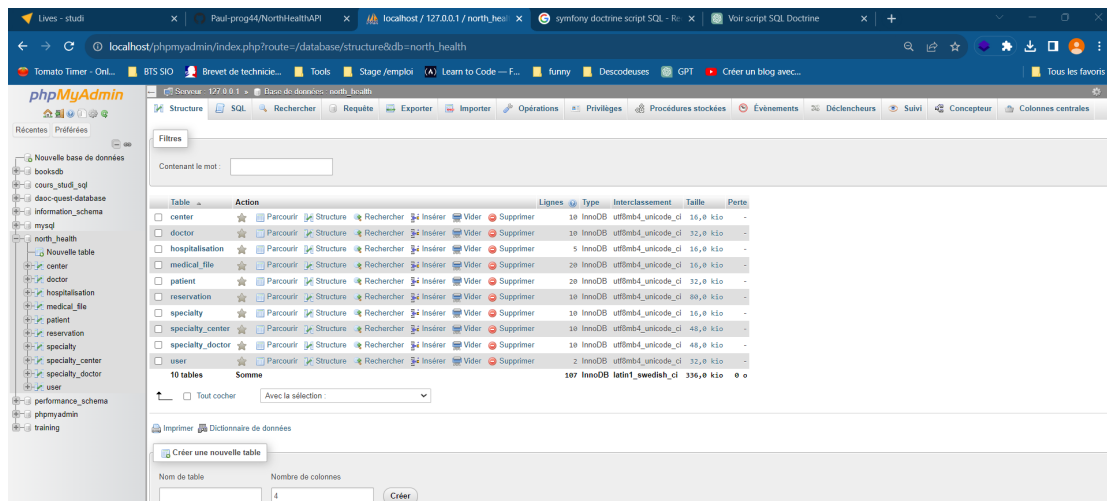 Lives - studi
Paul-prog44/NorthHealthAPI
localhost / 127.0.0.1 / north_heal
symfony doctrine script SQL - Re
Voir script SQL Doctrine
localhost/phpmyadmin/index.php?route=/database/structure&db=north_health
Tomato Timer - Onl... BTS SIO Brevet de technicie... Tools Stage /emploi Learn to Code — F... funny Descodeuses GPT Créer un blog avec... Tous les favoris
phpMyAdmin
Récentes Préférées
Nouvelle base de données
booksdb
cours_studi_sql
daoc-quest-database
information_schema
mysql
north_health
Nouvelle table
center
doctor
hospitalisation
medical_file
patient
reservation
specialty
specialty_center
specialty_doctor
user
performance_schema
phpmyadmin
training
Serveur : 127.0.0.1 » Base de données : north_health
Structure SQL Rechercher Requête Exporter Importer Opérations Privilèges Procédures stockées Évènements Déclencheurs Suivi Concepteur Colonnes centrales
Filtres
Contenant le mot :
Table Action Lignes Type Interclassement Taille Perte
center Parcourir Structure Rechercher Insérer Vider Supprimer 10 InnoDB utf8mb4_unicode_ci 16,0 kio -
doctor Parcourir Structure Rechercher Insérer Vider Supprimer 10 InnoDB utf8mb4_unicode_ci 32,0 kio -
hospitalisation Parcourir Structure Rechercher Insérer Vider Supprimer 5 InnoDB utf8mb4_unicode_ci 16,0 kio -
medical_file Parcourir Structure Rechercher Insérer Vider Supprimer 20 InnoDB utf8mb4_unicode_ci 16,0 kio -
patient Parcourir Structure Rechercher Insérer Vider Supprimer 20 InnoDB utf8mb4_unicode_ci 32,0 kio -
reservation Parcourir Structure Rechercher Insérer Vider Supprimer 10 InnoDB utf8mb4_unicode_ci 80,0 kio -
specialty Parcourir Structure Rechercher Insérer Vider Supprimer 10 InnoDB utf8mb4_unicode_ci 16,0 kio -
specialty_center Parcourir Structure Rechercher Insérer Vider Supprimer 10 InnoDB utf8mb4_unicode_ci 48,0 kio -
specialty_doctor Parcourir Structure Rechercher Insérer Vider Supprimer 10 InnoDB utf8mb4_unicode_ci 48,0 kio -
user Parcourir Structure Rechercher Insérer Vider Supprimer 2 InnoDB utf8mb4_unicode_ci 32,0 kio -
10 tables Somme 107 InnoDB latin1_swedish_ci 336,0 kio 0 o
Tout cocher Avec la sélection :
Imprimer Dictionnaire de données
Créer une nouvelle table
Nom de table Nombre de colonnes
4 Créer